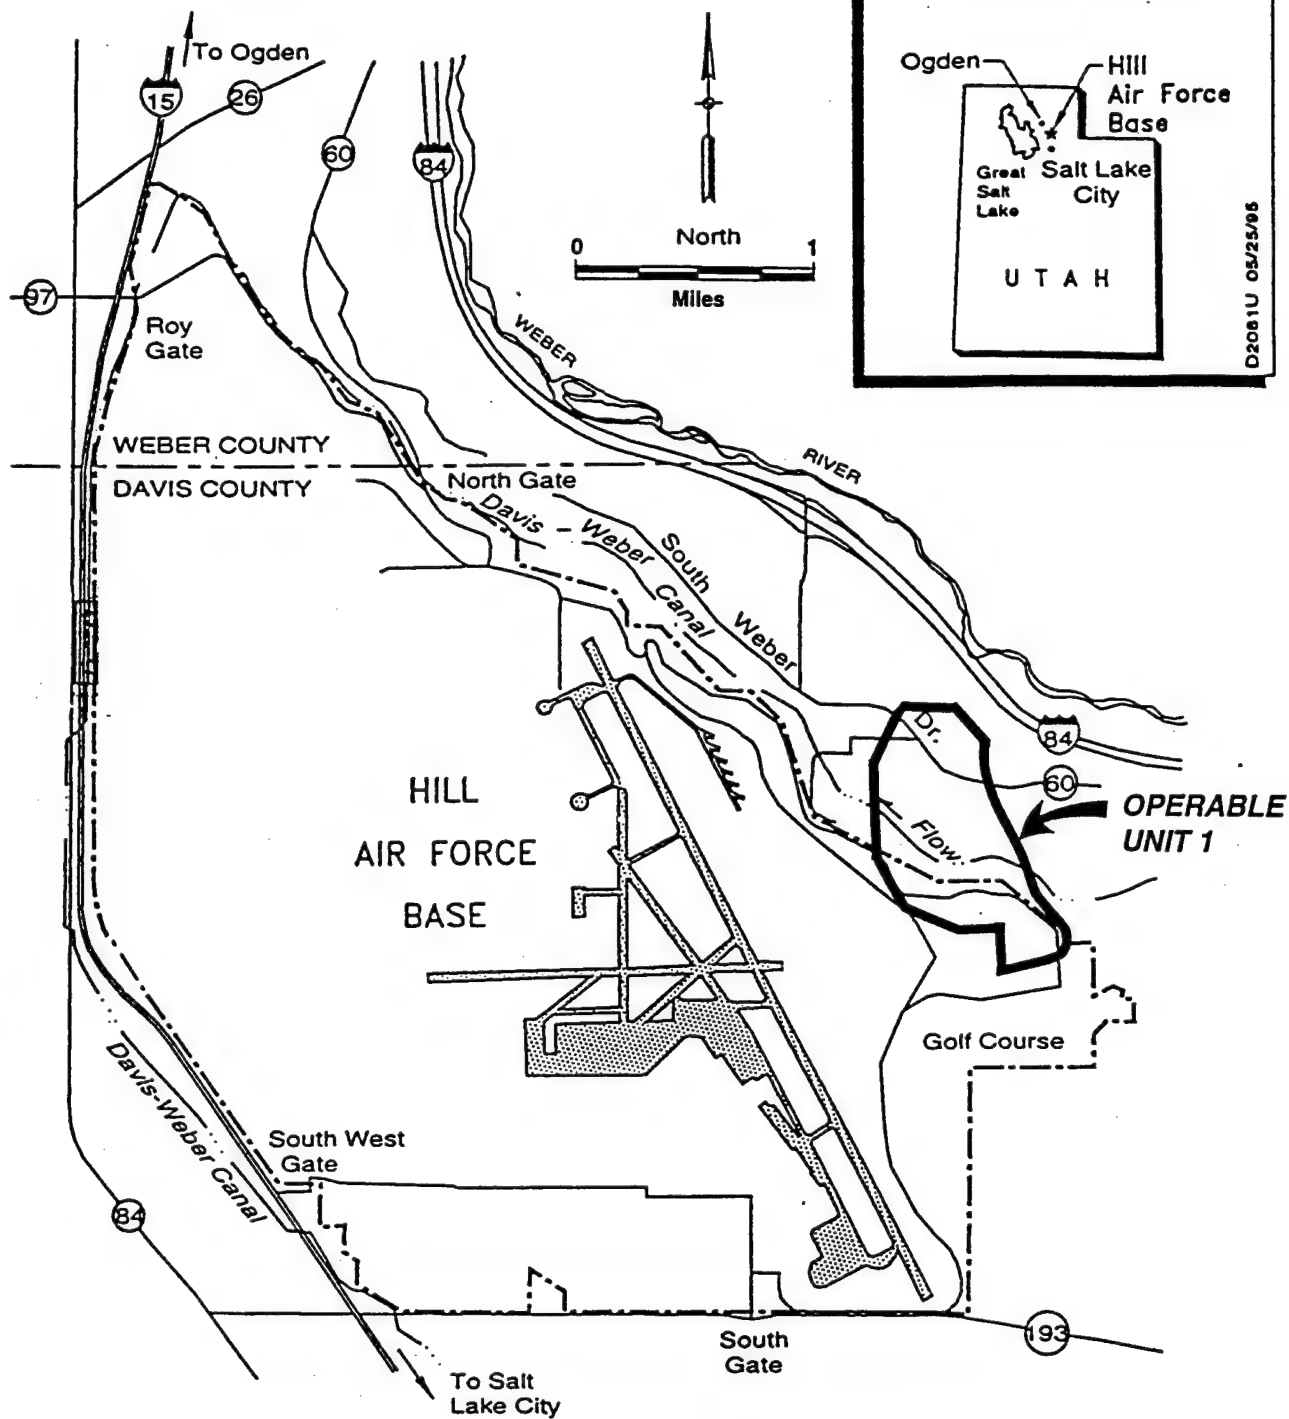 To Ogden
15
26
60
84
97
Roy
Gate
0
North
1
Miles
Ogden
Hill
Air Force
Base
Great
Salt
Lake
Salt Lake
City
UTAH
D2061U 05/25/95
WEBER
RIVER
WEBER COUNTY
DAVIS COUNTY
North Gate
Davis - Weber Canal
South Weber Dr.
84
60
Flow
OPERABLE
UNIT 1
HILL
AIR FORCE
BASE
Golf Course
Davis-Weber Canal
South West
Gate
84
South
Gate
193
To Salt
Lake City